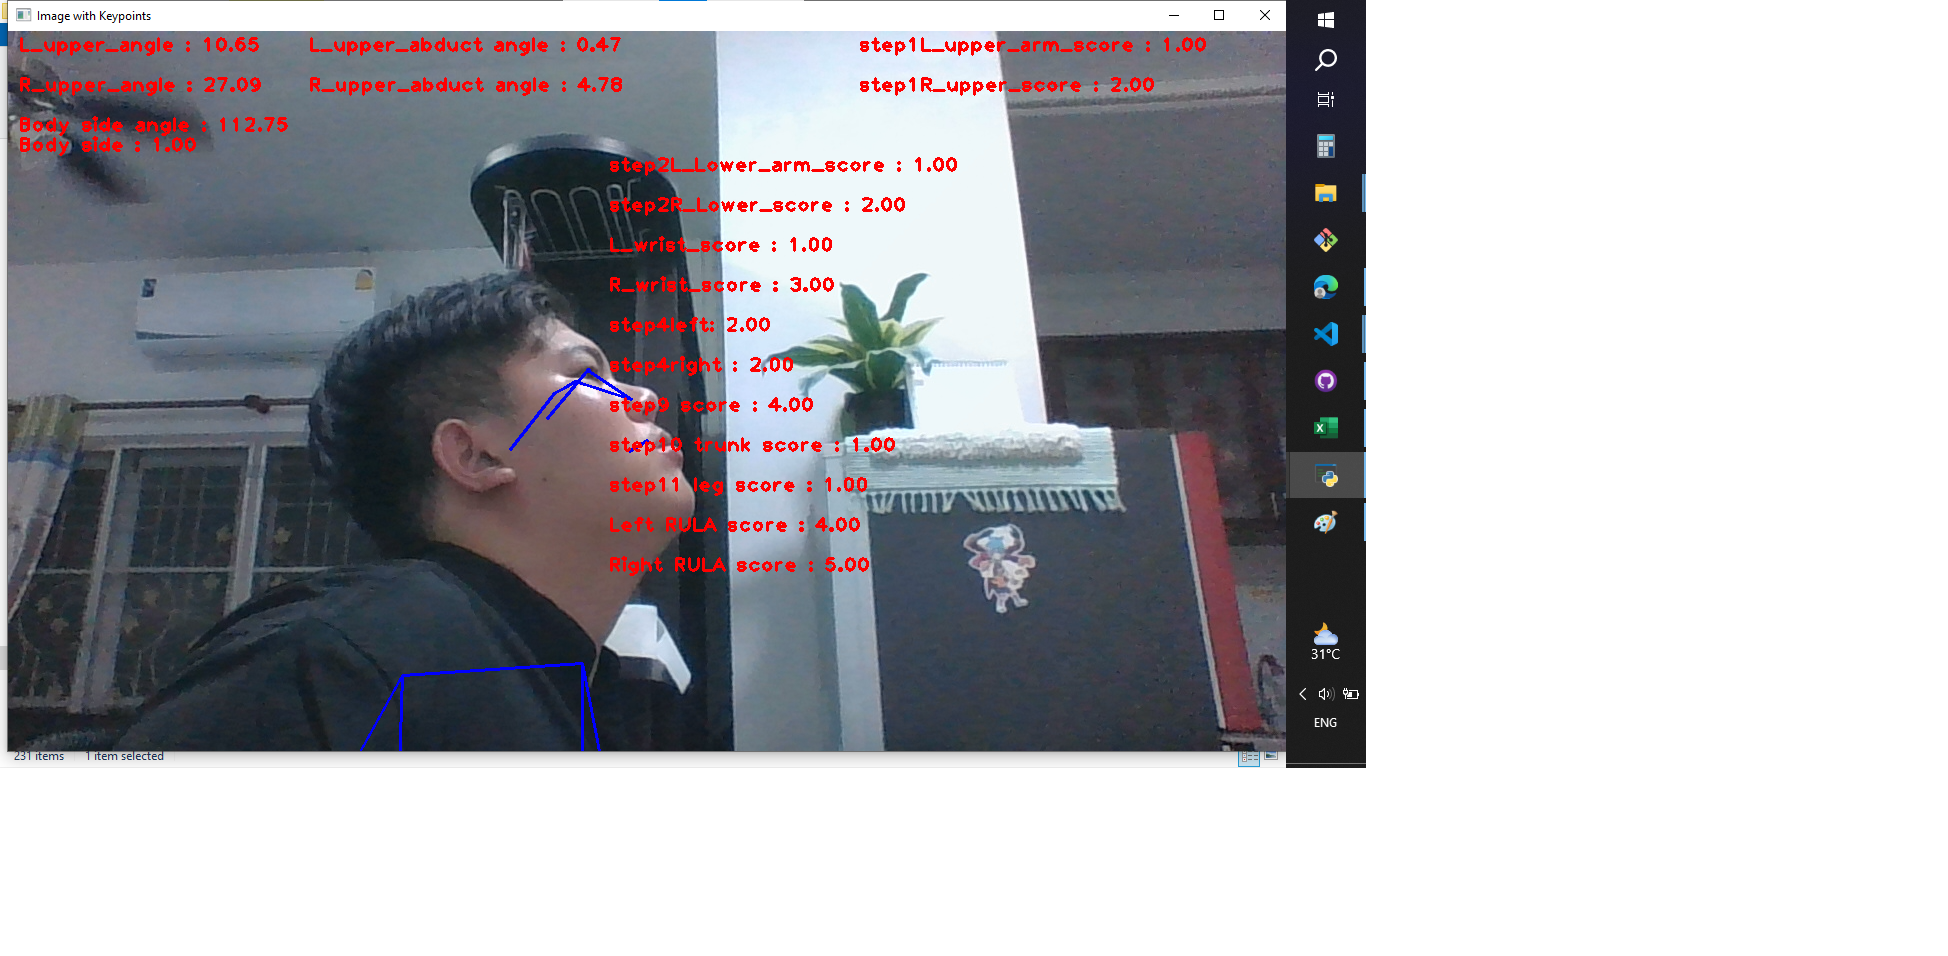 Image with Keypoints
L_upper_angle : 10.65 L_upper_abduct angle : 0.47 step1L_upper_arm_score : 1.00
R_upper_angle : 27.09 R_upper_abduct angle : 4.78 step1R_upper_score : 2.00
Body side angle : 112.75
Body side : 1.00
step2L_Lower_arm_score : 1.00
step2R_Lower_score : 2.00
L_wrist_score : 1.00
R_wrist_score : 3.00
step4left: 2.00
step4right : 2.00
step9 score : 4.00
step10 trunk score : 1.00
step11 leg score : 1.00
Left RULA score : 4.00
Right RULA score : 5.00
31°C
ENG
231 items 1 item selected